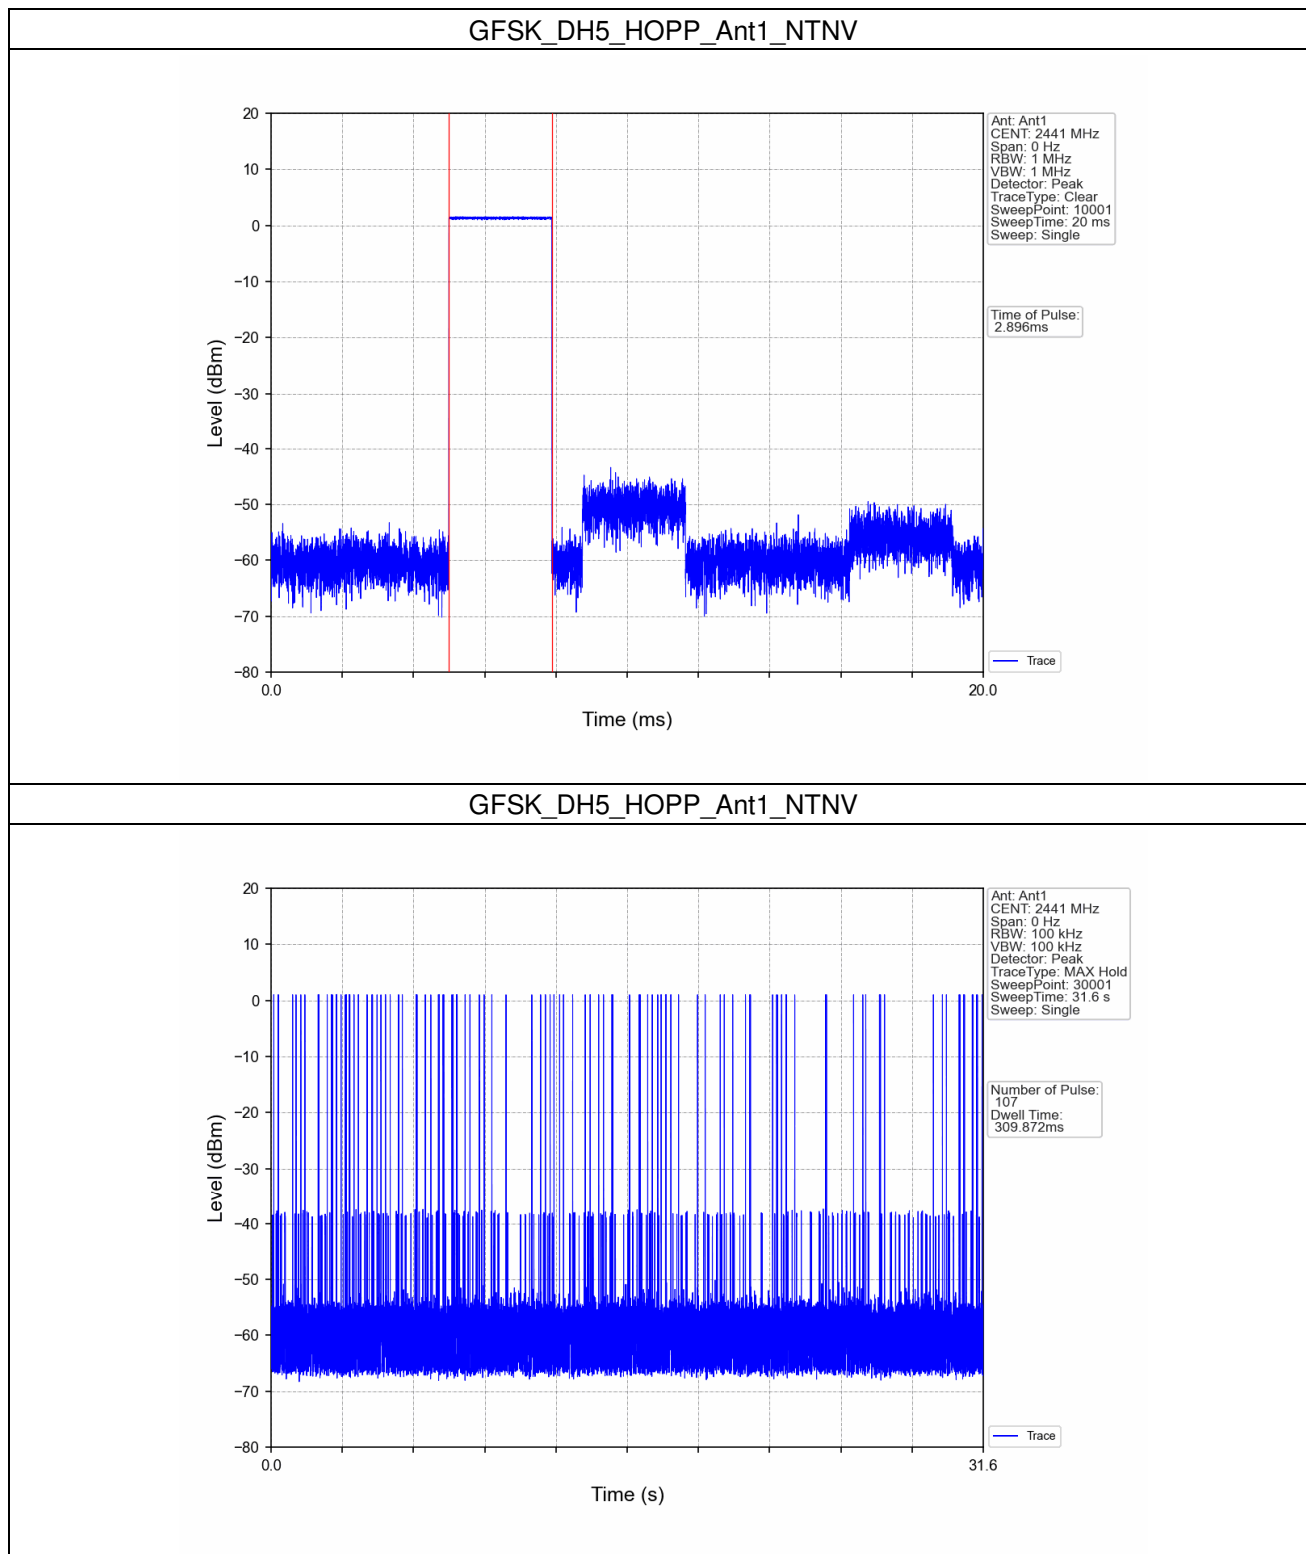 GFSK_DH5_HOPP_Ant1_NTNV
20
10
0
−10
−20
−30
−40
−50
−60
−70
−80
Level (dBm)
0.0
20.0
Time (ms)
Ant: Ant1
CENT: 2441 MHz
Span: 0 Hz
RBW: 1 MHz
VBW: 1 MHz
Detector: Peak
TraceType: Clear
SweepPoint: 10001
SweepTime: 20 ms
Sweep: Single
Time of Pulse:
2.896ms
Trace
GFSK_DH5_HOPP_Ant1_NTNV
20
10
0
−10
−20
−30
−40
−50
−60
−70
−80
Level (dBm)
0.0
31.6
Time (s)
Ant: Ant1
CENT: 2441 MHz
Span: 0 Hz
RBW: 100 kHz
VBW: 100 kHz
Detector: Peak
TraceType: MAX Hold
SweepPoint: 30001
SweepTime: 31.6 s
Sweep: Single
Number of Pulse:
107
Dwell Time:
309.872ms
Trace